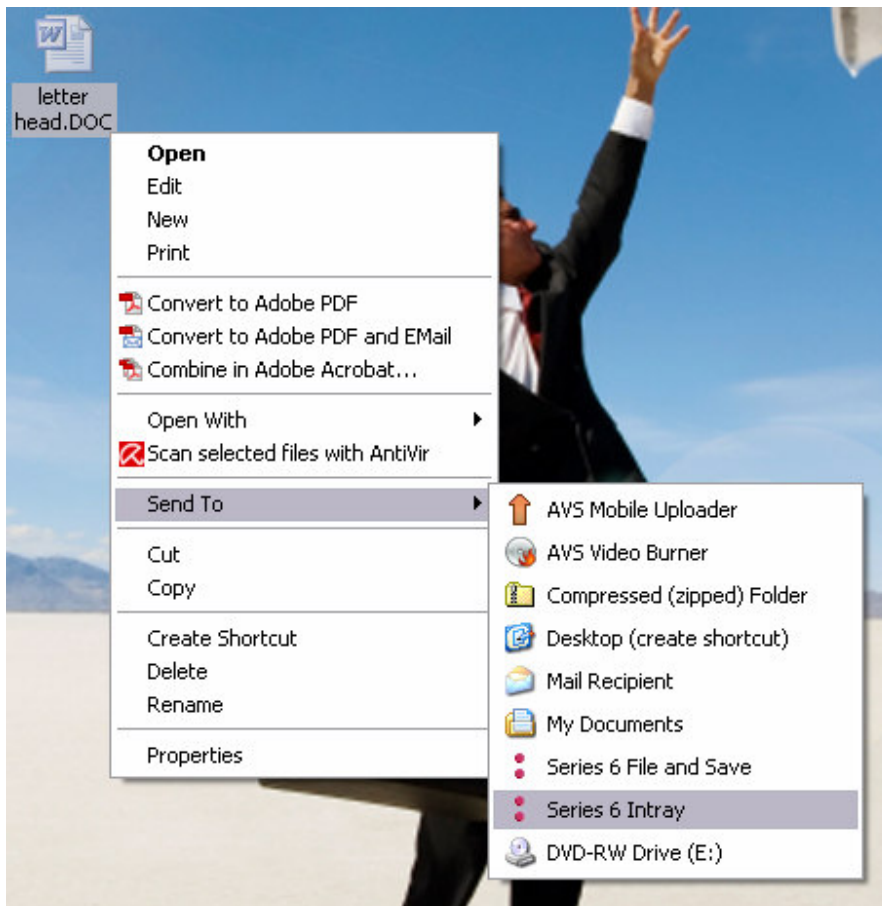 letter
head.DOC
Open
Edit
New
Print
Convert to Adobe PDF
Convert to Adobe PDF and EMail
Combine in Adobe Acrobat...
Open With
Scan selected files with AntiVir
Send To
Cut
Copy
Create Shortcut
Delete
Rename
Properties
AVS Mobile Uploader
AVS Video Burner
Compressed (zipped) Folder
Desktop (create shortcut)
Mail Recipient
My Documents
Series 6 File and Save
Series 6 Intray
DVD-RW Drive (E:)